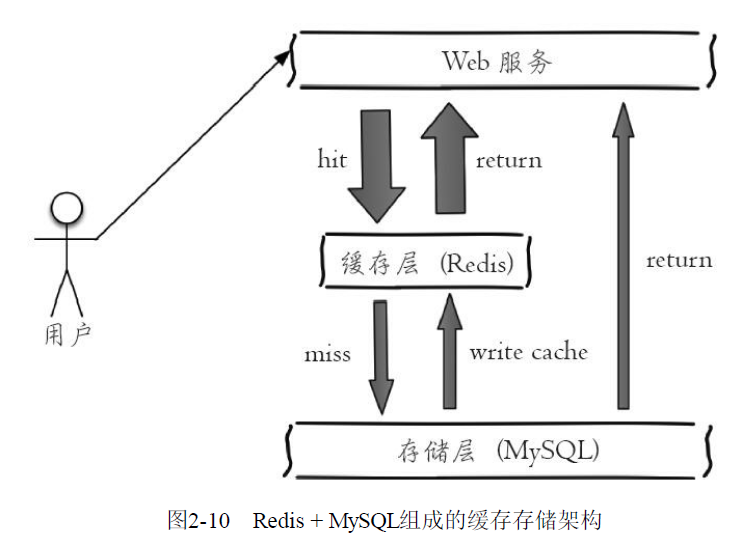 Web 服务
hit
return
缓存层 (Redis)
return
用户
miss
write cache
存储层 (MySQL)
图2-10 Redis + MySQL组成的缓存存储架构